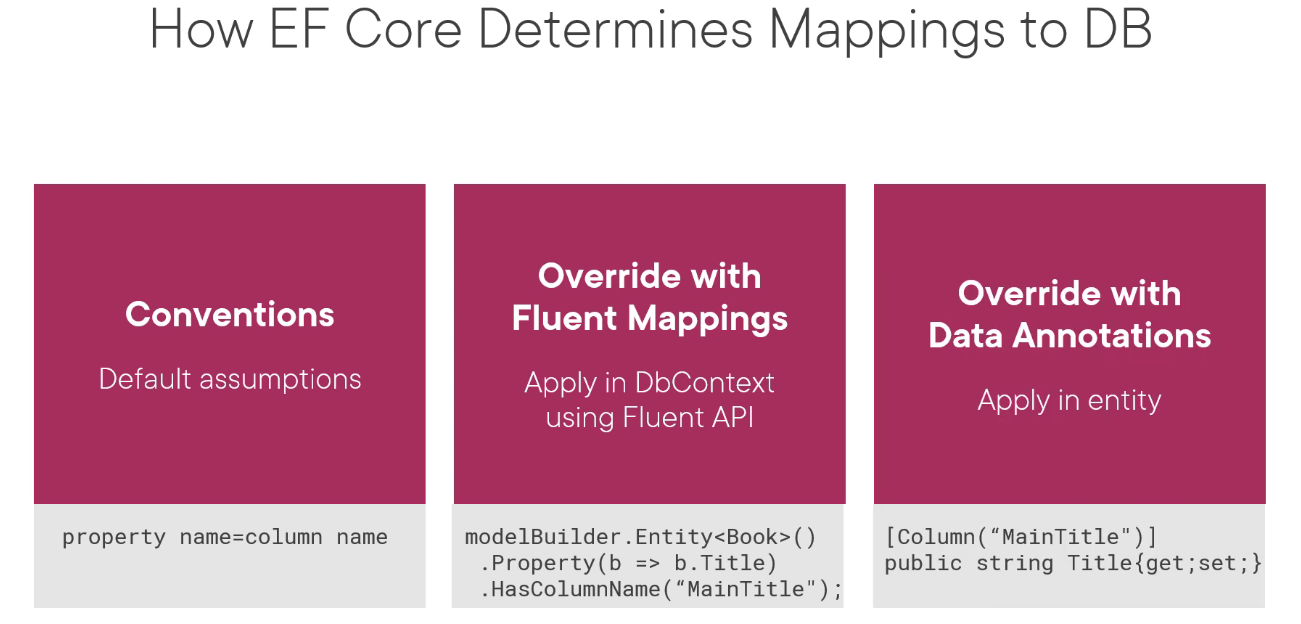 How EF Core Determines Mappings to DB
Conventions
Default assumptions
property name=column name
Override with
Fluent Mappings
Apply in DbContext
using Fluent API
modelBuilder.Entity<Book>()
.Property(b => b.Title)
.HasColumnName(“MainTitle");
Override with
Data Annotations
Apply in entity
[Column(“MainTitle")]
public string Title{get;set;}